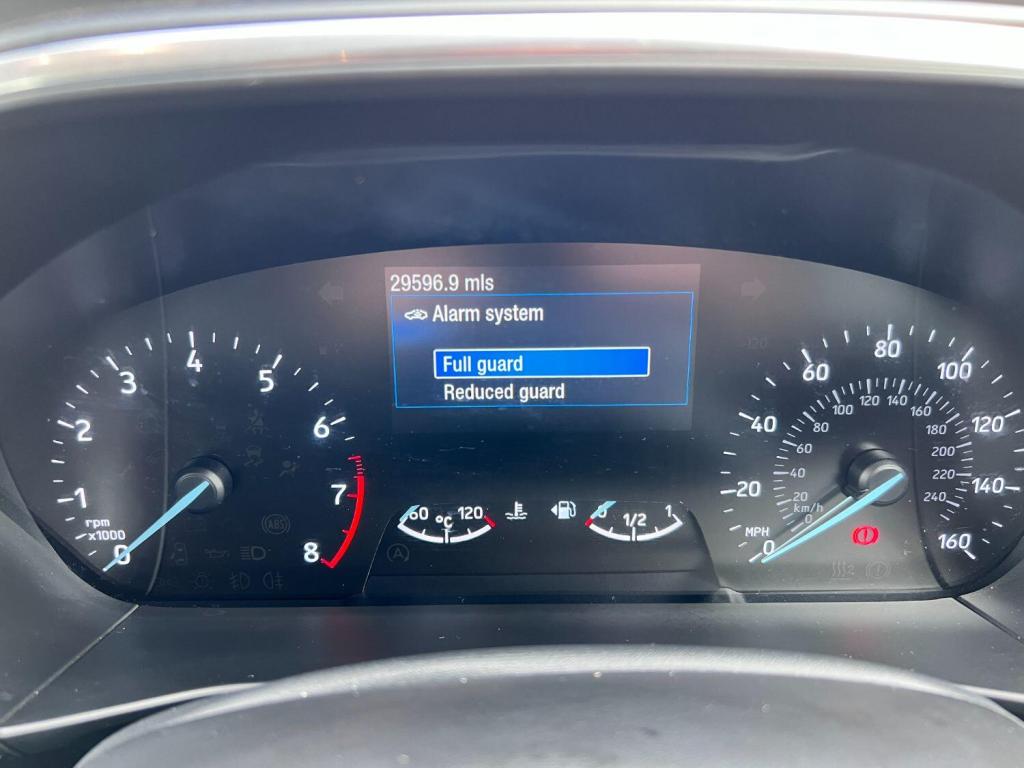 29596.9 mls
Alarm system
Full guard
Reduced guard
0 1 2 3 4 5 6 7 8
rpm
x1000
60 °C 120
0 1/2 1
0 20 40 60 80 100 120 140 160
MPH
0 20 40 60 80 100 120 140 160 180 200 220 240
km/h
ABS
A